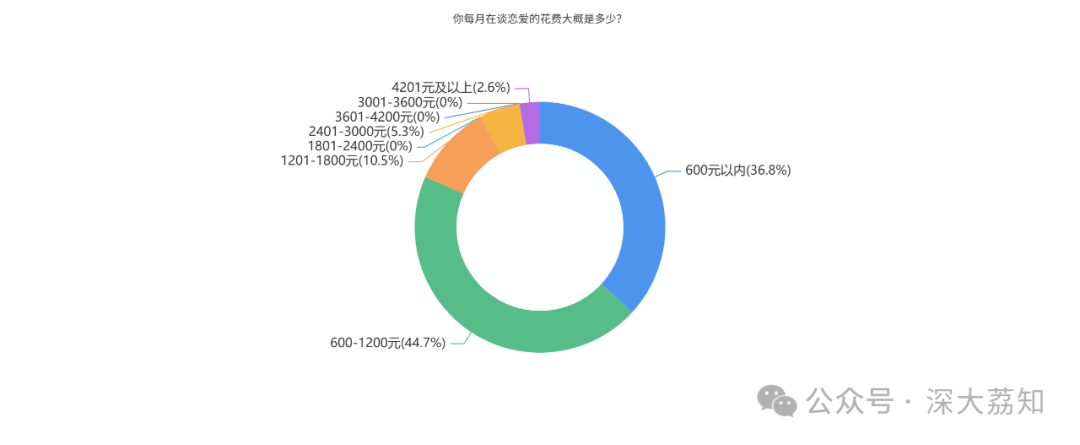 你每月在谈恋爱的花费大概是多少?
4201元及以上(2.6%)
3001-3600元(0%)
3601-4200元(0%)
2401-3000元(5.3%)
1801-2400元(0%)
1201-1800元(10.5%)
600元以内(36.8%)
600-1200元(44.7%)
公众号 · 深大荔知